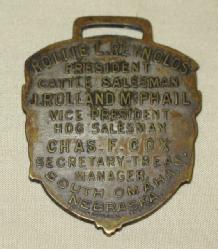 ROLLIE L. REYNOLDS
PRESIDENT
CATTLE SALESMAN
J. ROLLAND McPHAIL
VICE PRESIDENT
HOG SALESMAN
CHAS. F. COX
SECRETARY-TREAS.
MANAGER.
SOUTH OMAHA,
NEBRASKA